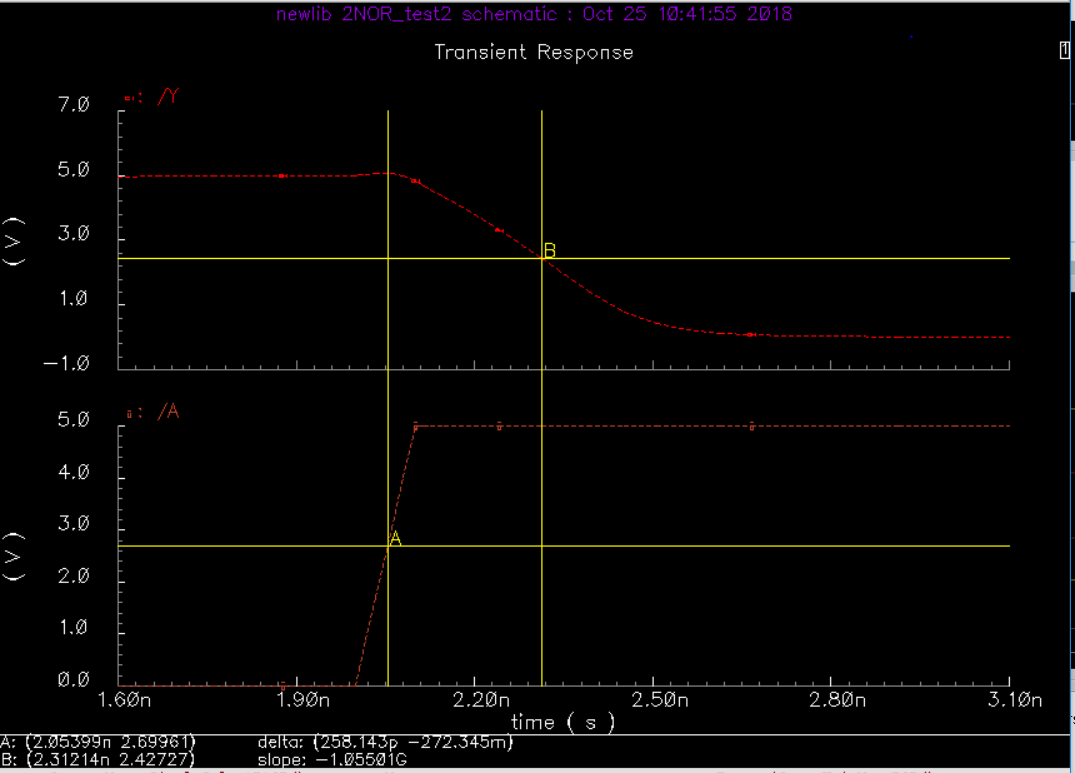 newlib 2NOR_test2 schematic : Oct 25 10:41:55 2018
Transient Response
1
: /Y
7.0
5.0
3.0
1.0
-1.0
(V)
B
: /A
5.0
4.0
3.0
2.0
1.0
0.0
(V)
A
1.60n 1.90n 2.20n 2.50n 2.80n 3.10n
time ( s )
A: (2.05399n 2.69961) delta: (258.143p -272.345m)
B: (2.31214n 2.42727) slope: -1.05501G